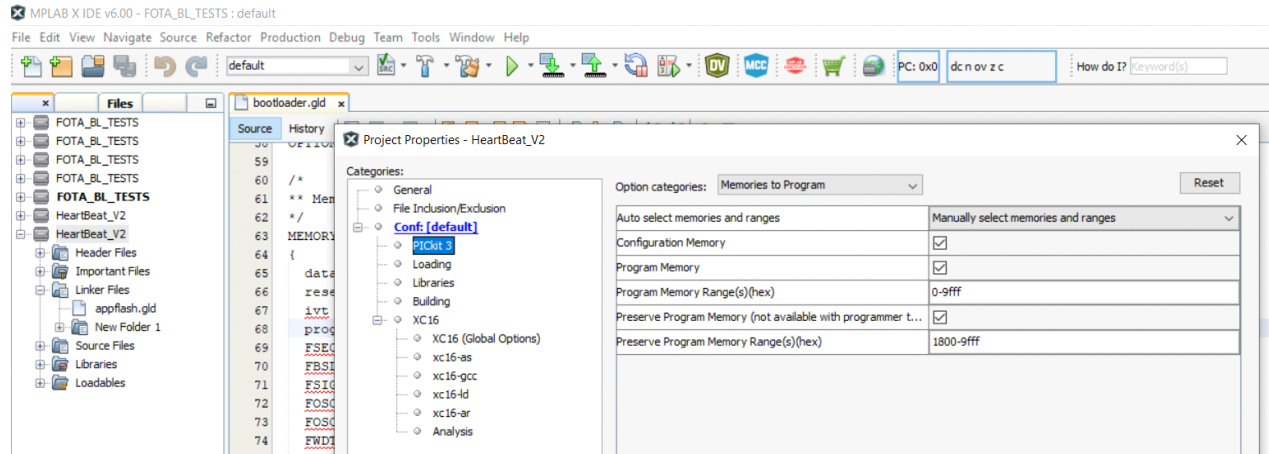 MPLAB X IDE v6.00 - FOTA_BL_TESTS : default
File Edit View Navigate Source Refactor Production Debug Team Tools Window Help
default
PC: 0x0
dc n ov z c
How do I? Keyword(s)
Files
bootloader.gld
FOTA_BL_TESTS
FOTA_BL_TESTS
FOTA_BL_TESTS
FOTA_BL_TESTS
FOTA_BL_TESTS
HeartBeat_V2
HeartBeat_V2
Header Files
Important Files
Linker Files
appflash.gld
New Folder 1
Source Files
Libraries
Loadables
Source History
59
60 /*
61 ** Mem
62 */
63 MEMORY
64 {
65 data
66 rese
67 ivt
68 prog
69 FSEC
70 FBSI
71 FSIG
72 FOSC
73 FOSC
74 FWDT
Project Properties - HeartBeat_V2
Categories:
General
File Inclusion/Exclusion
Conf: [default]
PICkit 3
Loading
Libraries
Building
XC16
XC16 (Global Options)
xc16-as
xc16-gcc
xc16-ld
xc16-ar
Analysis
Option categories: Memories to Program
Reset
Auto select memories and ranges Manually select memories and ranges
Configuration Memory
Program Memory
Program Memory Range(s)(hex) 0-9fff
Preserve Program Memory (not available with programmer t...
Preserve Program Memory Range(s)(hex) 1800-9fff